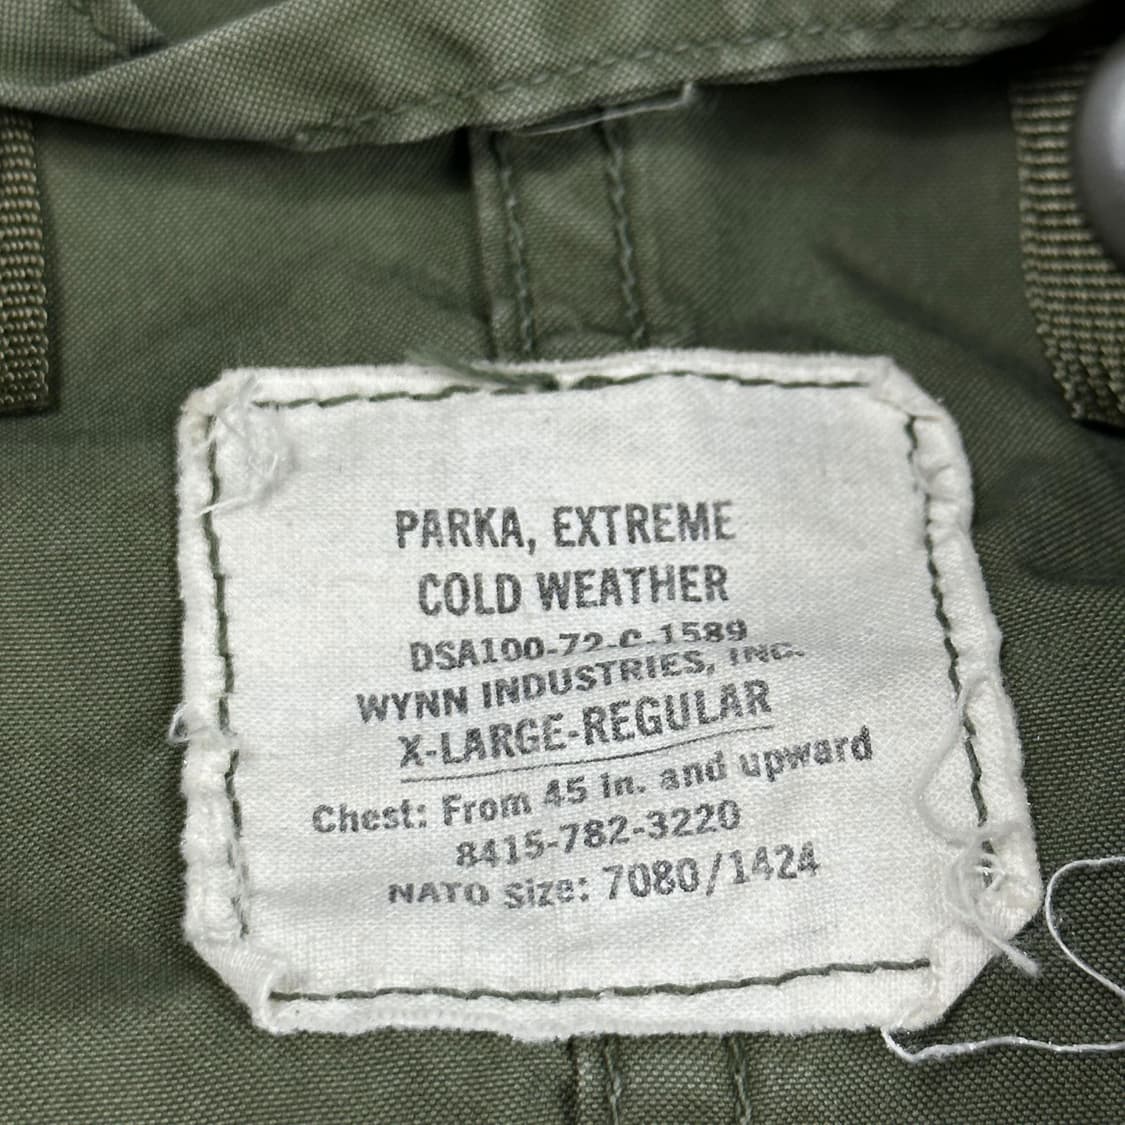 PARKA, EXTREME
COLD WEATHER
DSA100-72-C-1589
WYNN INDUSTRIES, INC.
X-LARGE-REGULAR
Chest: From 45 in. and upward
8415-782-3220
NATO size: 7080/1424